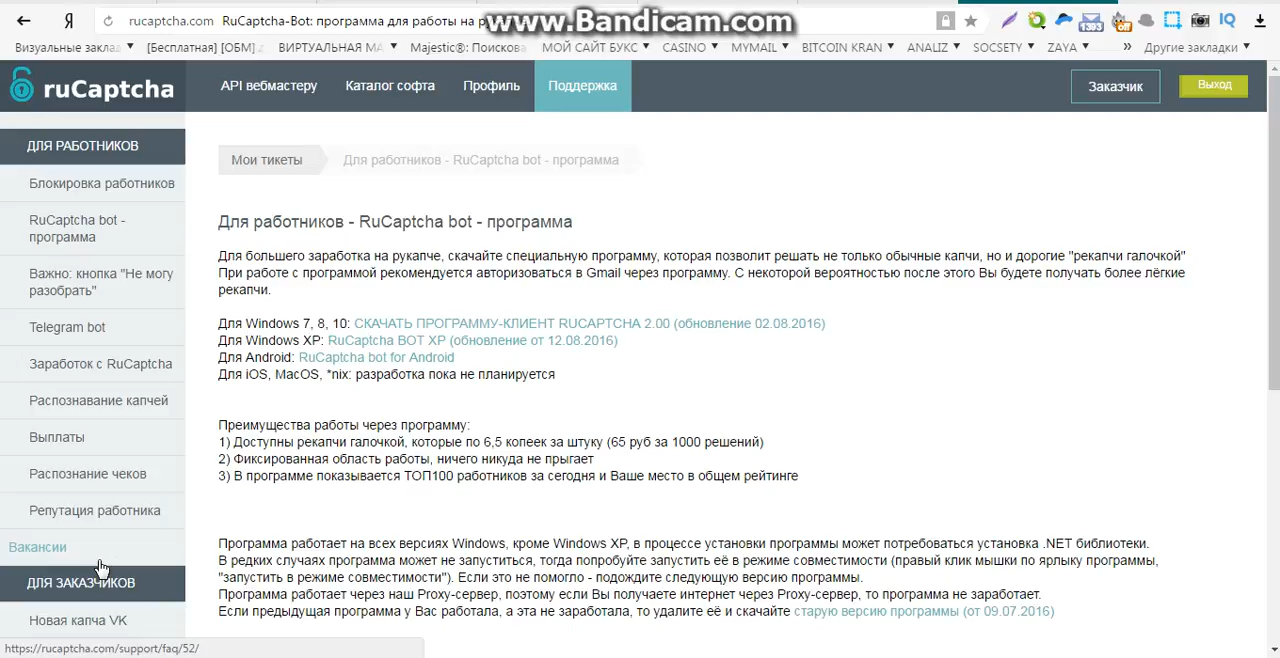 rucaptcha.com RuCaptcha-Bot: программа для работы на
www.Bandicam.com
1393
off
IQ
Визуальные заклад
[Бесплатная] [ОБМ]
ВИРТУАЛЬНАЯ МА
Majestic®: Поискова
МОЙ САЙТ БУКС
CASINO
MYMAIL
BITCOIN KRAN
ANALIZ
SOCSETY
ZAYA
»
Другие закладки
ruCaptcha
API вебмастеру
Каталог софта
Профиль
Поддержка
Заказчик
Выход
ДЛЯ РАБОТНИКОВ
Блокировка работников
RuCaptcha bot -
программа
Важно: кнопка "Не могу
разобрать"
Telegram bot
Заработок с RuCaptcha
Распознавание капчей
Выплаты
Распознание чеков
Репутация работника
Вакансии
ДЛЯ ЗАКАЗЧИКОВ
Новая капча VK
https://rucaptcha.com/support/faq/52/
Мои тикеты
Для работников - RuCaptcha bot - программа
Для работников - RuCaptcha bot - программа
Для большего заработка на рукапче, скачайте специальную программу, которая позволит решать не только обычные капчи, но и дорогие "рекапчи галочкой"
При работе с программой рекомендуется авторизоваться в Gmail через программу. С некоторой вероятностью после этого Вы будете получать более лёгкие
рекапчи.
Для Windows 7, 8, 10: СКАЧАТЬ ПРОГРАММУ-КЛИЕНТ RUCAPTCHA 2.00 (обновление 02.08.2016)
Для Windows XP: RuCaptcha BOT XP (обновление от 12.08.2016)
Для Android: RuCaptcha bot for Android
Для iOS, MacOS, *nix: разработка пока не планируется
Преимущества работы через программу:
1) Доступны рекапчи галочкой, которые по 6,5 копеек за штуку (65 руб за 1000 решений)
2) Фиксированная область работы, ничего никуда не прыгает
3) В программе показывается ТОП100 работников за сегодня и Ваше место в общем рейтинге
Программа работает на всех версиях Windows, кроме Windows XP, в процессе установки программы может потребоваться установка .NET библиотеки.
В редких случаях программа может не запуститься, тогда попробуйте запустить её в режиме совместимости (правый клик мышки по ярлыку программы,
"запустить в режиме совместимости"). Если это не помогло - подождите следующую версию программы.
Программа работает через наш Proxy-сервер, поэтому если Вы получаете интернет через Proxy-сервер, то программа не заработает.
Если предыдущая программа у Вас работала, а эта не заработала, то удалите её и скачайте старую версию программы (от 09.07.2016)